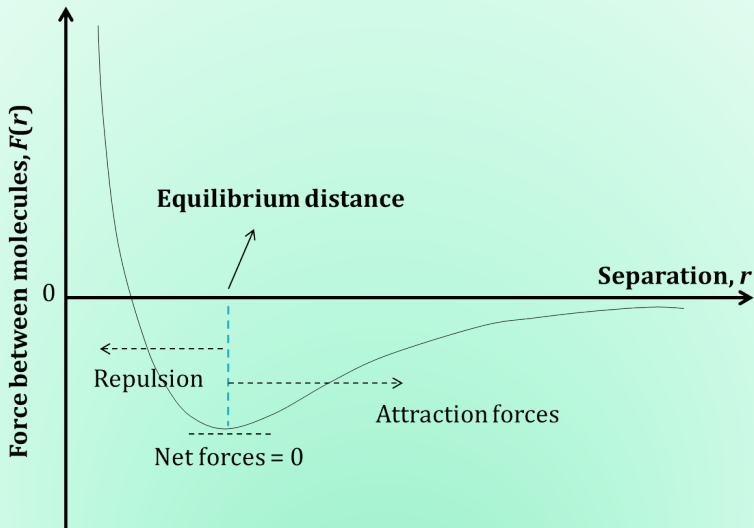 Force between molecules, F(r)
Equilibrium distance
Separation, r
0
Repulsion
Attraction forces
Net forces = 0